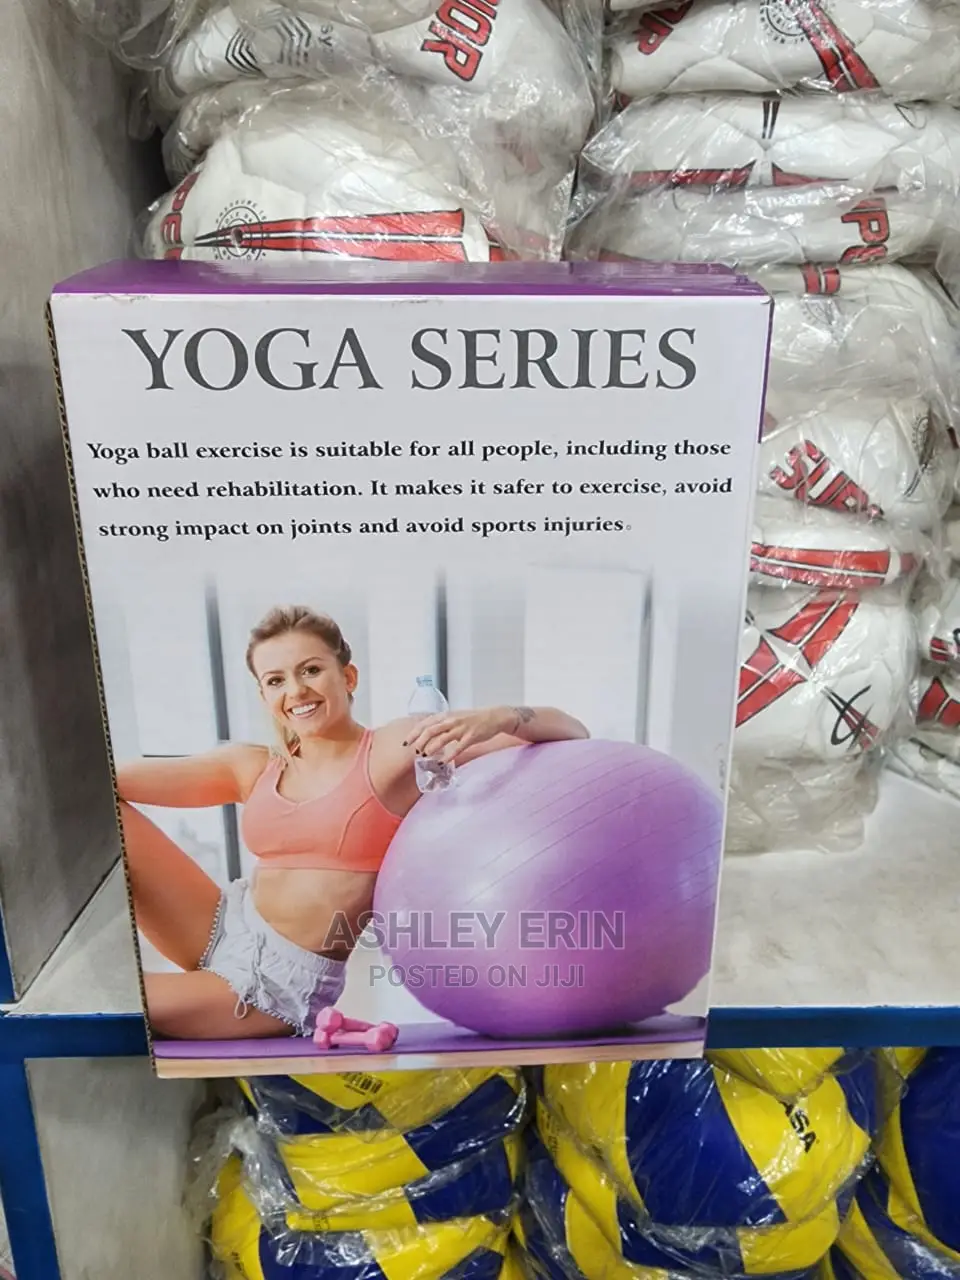 YOGA SERIES
Yoga ball exercise is suitable for all people, including those
who need rehabilitation. It makes it safer to exercise, avoid
strong impact on joints and avoid sports injuries。
ASHLEY ERIN
POSTED ON JIJI